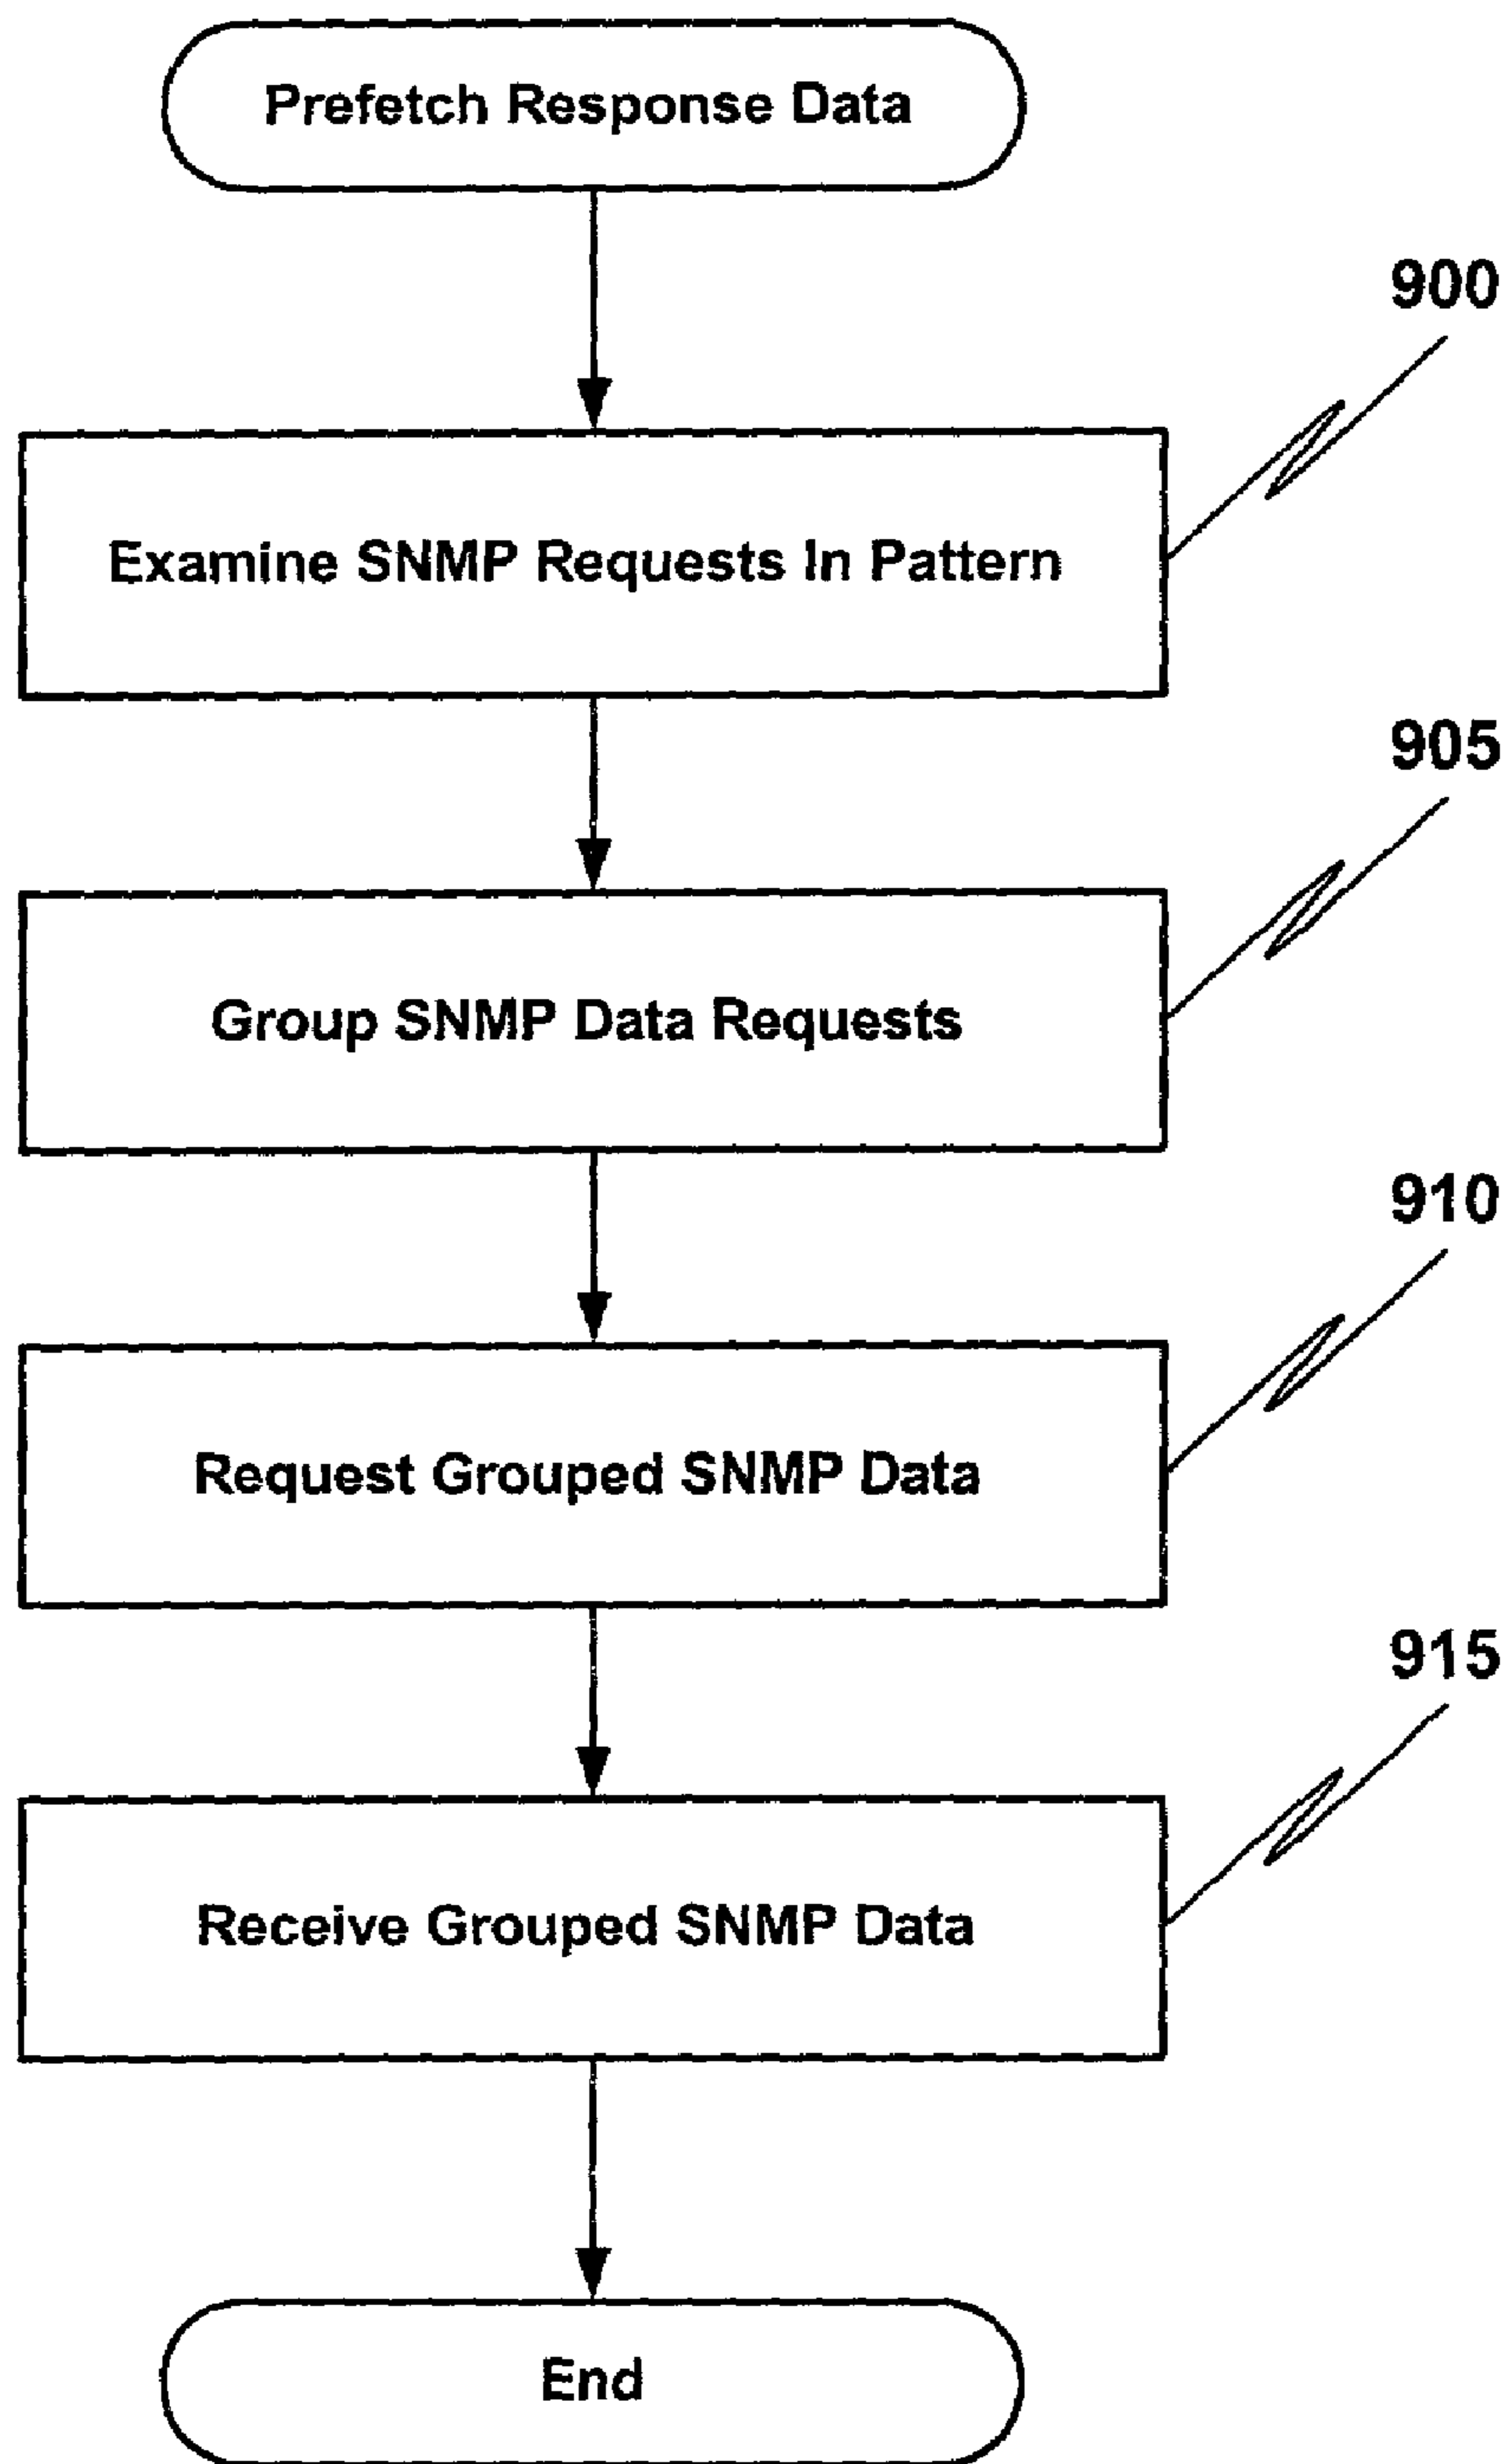 Prefetch Response Data
900
Examine SNMP Requests In Pattern
905
Group SNMP Data Requests
910
Request Grouped SNMP Data
915
Receive Grouped SNMP Data
End